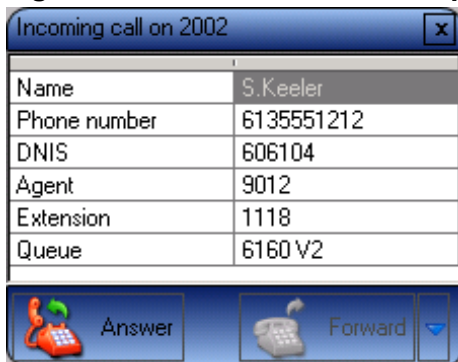 Incoming call on 2002 x
Name S.Keeler
Phone number 6135551212
DNIS 606104
Agent 9012
Extension 1118
Queue 6160 V2
Answer Forward